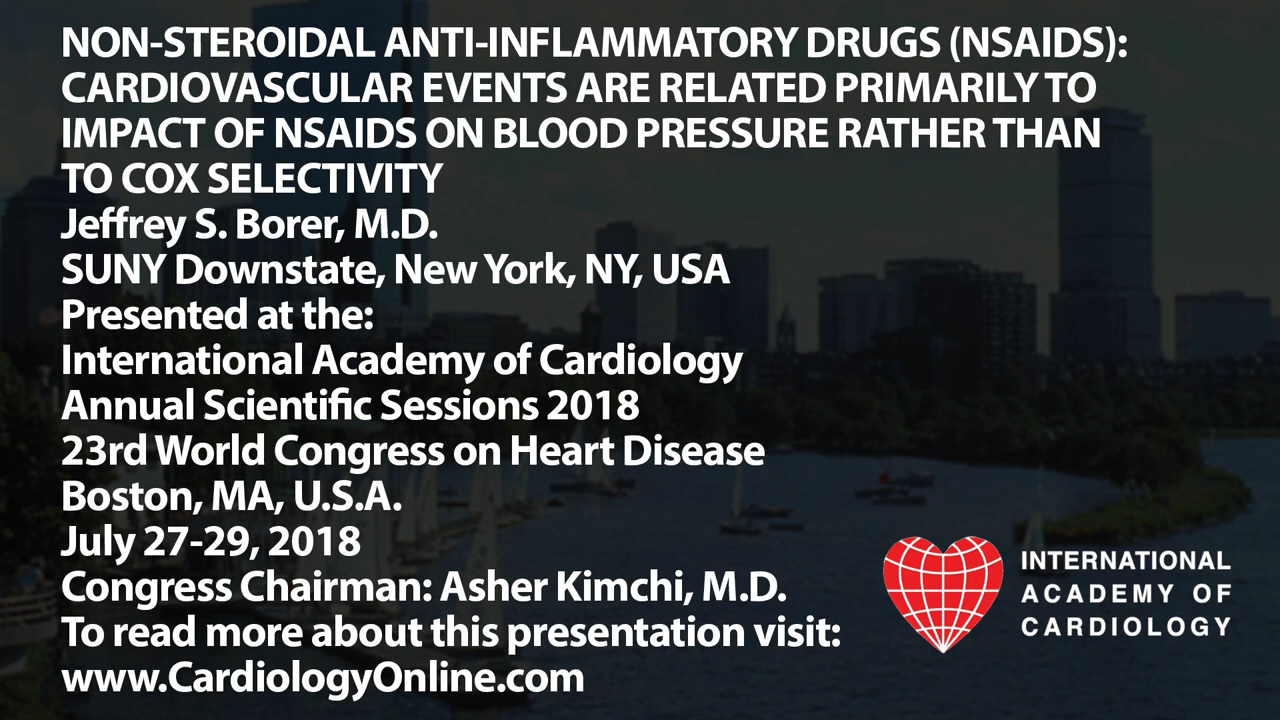 NON-STEROIDAL ANTI-INFLAMMATORY DRUGS (NSAIDS):
CARDIOVASCULAR EVENTS ARE RELATED PRIMARILY TO
IMPACT OF NSAIDS ON BLOOD PRESSURE RATHER THAN
TO COX SELECTIVITY
Jeffrey S. Borer, M.D.
SUNY Downstate, New York, NY, USA
Presented at the:
International Academy of Cardiology
Annual Scientific Sessions 2018
23rd World Congress on Heart Disease
Boston, MA, U.S.A.
July 27-29, 2018
Congress Chairman: Asher Kimchi, M.D.
To read more about this presentation visit:
www.CardiologyOnline.com
INTERNATIONAL
ACADEMY OF
CARDIOLOGY